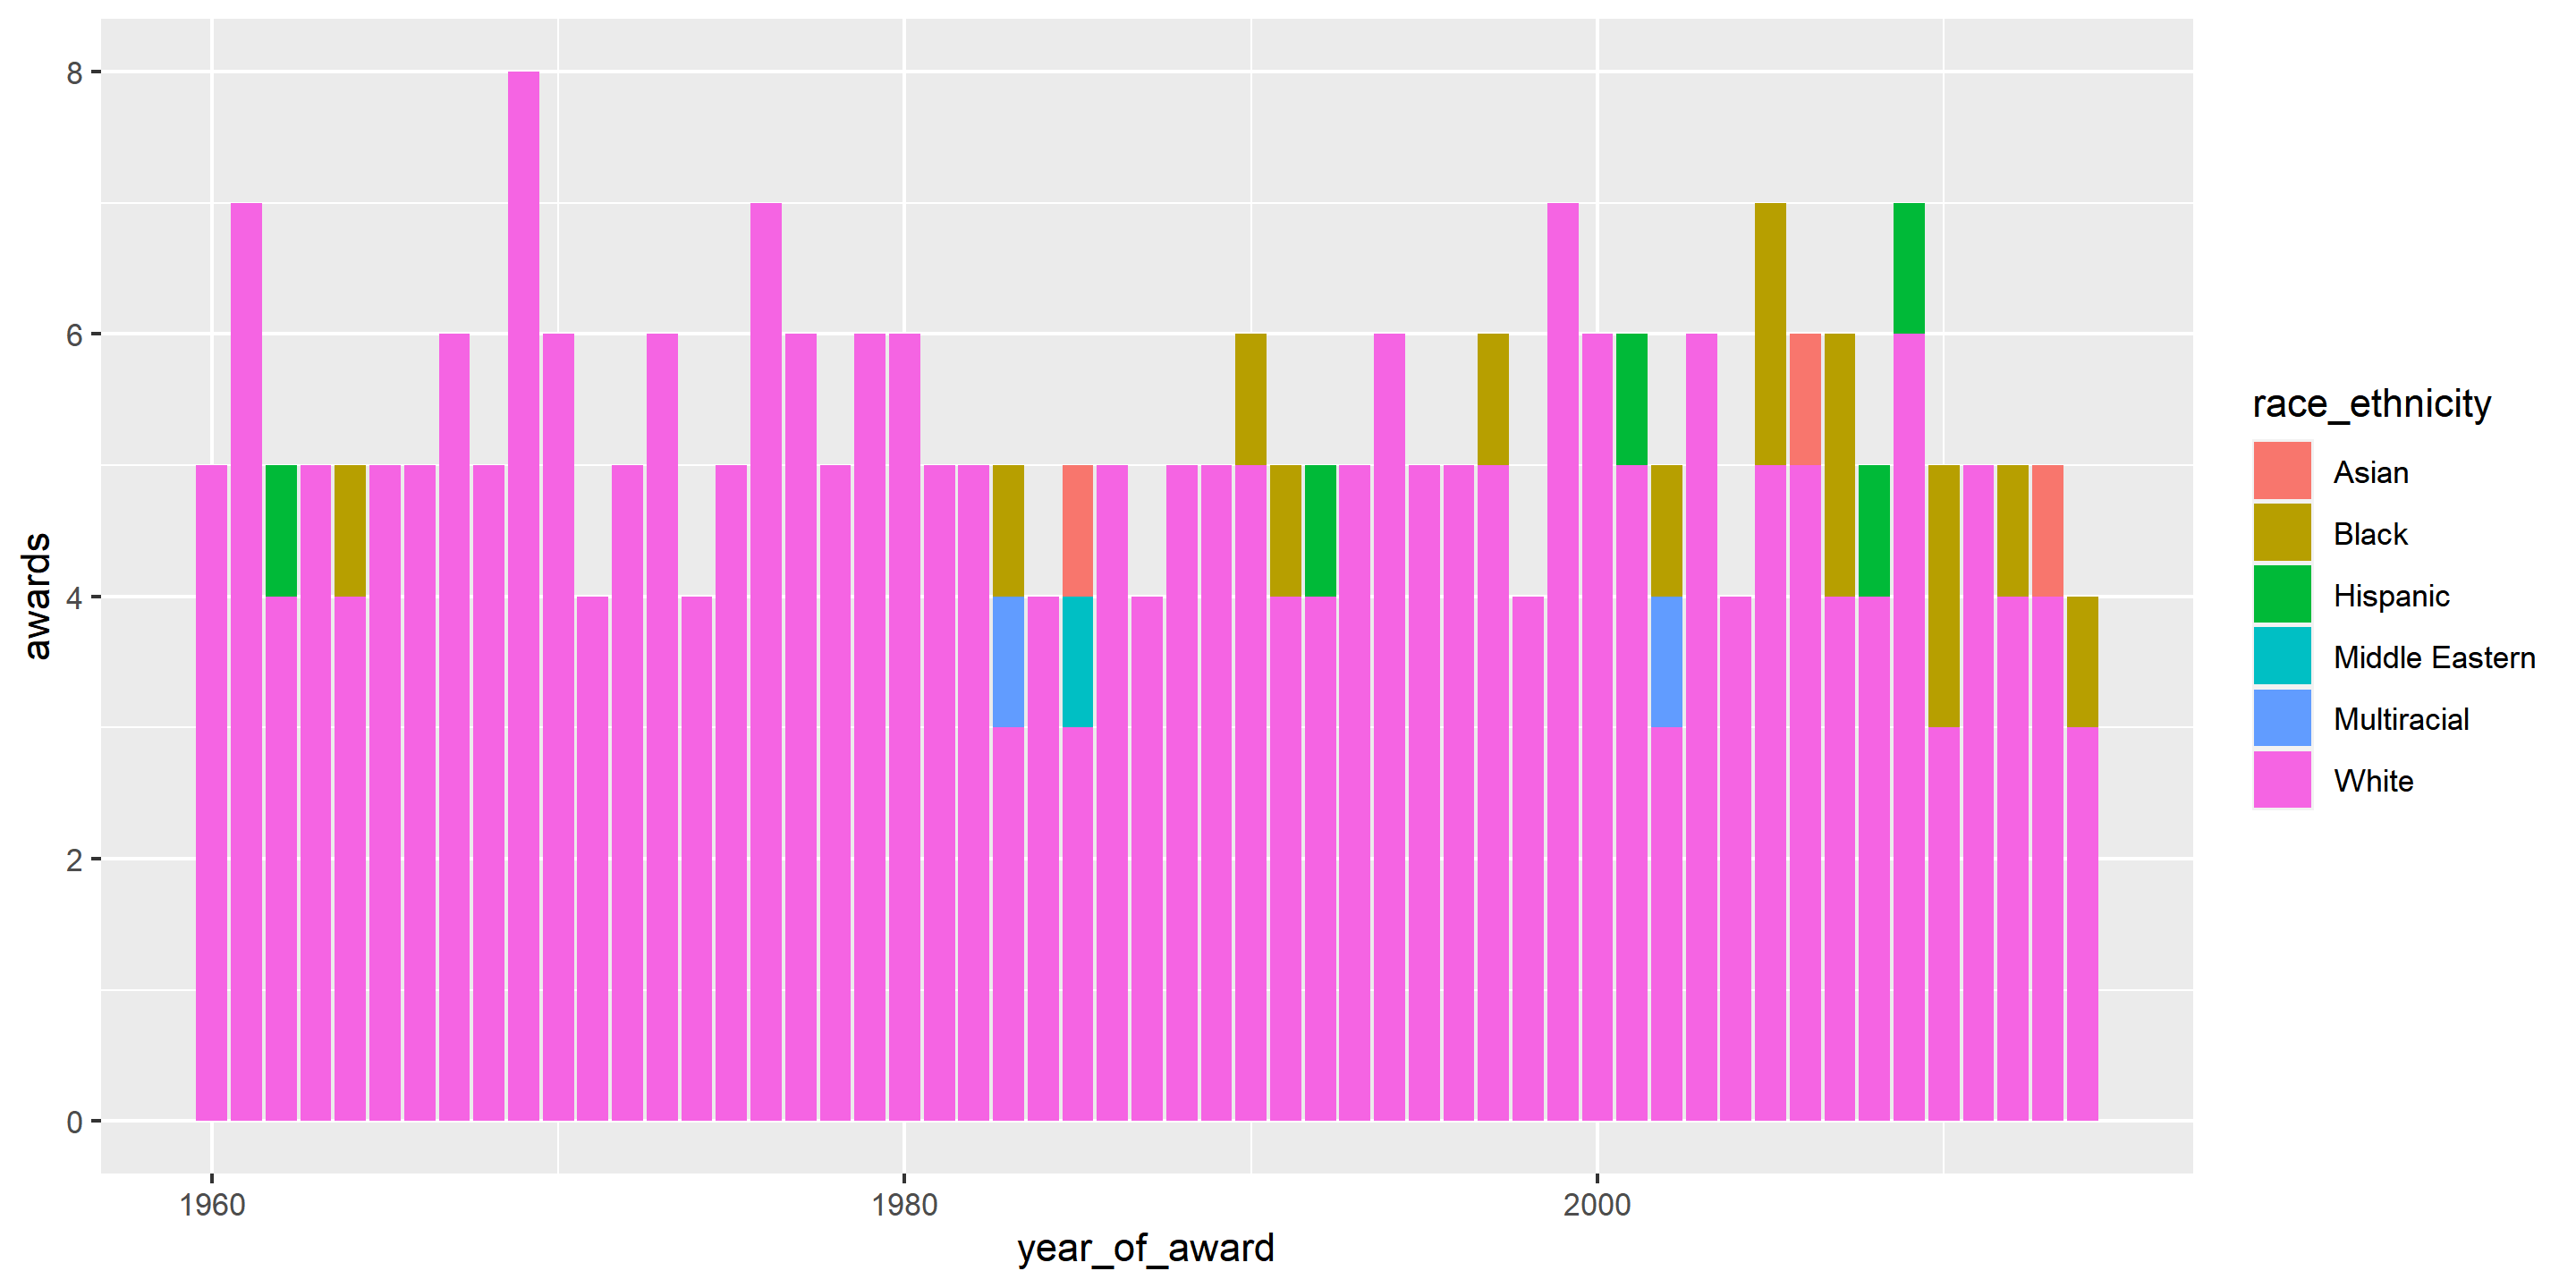 8
6
4
2
0
awards
1960
1980
2000
year_of_award
race_ethnicity
Asian
Black
Hispanic
Middle Eastern
Multiracial
White